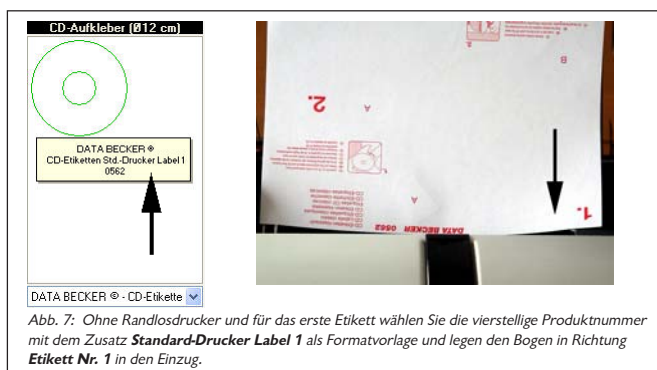 CD-Aufkleber (Ø12 cm)
DATA BECKER ®
CD-Etiketten Std.-Drucker Label 1
0562
DATA BECKER ® - CD-Etikette
2.
A
B
A
1.
DATA BECKER 0562
Abb. 7: Ohne Randlosdrucker und für das erste Etikett wählen Sie die vierstellige Produktnummer
mit dem Zusatz Standard-Drucker Label 1 als Formatvorlage und legen den Bogen in Richtung
Etikett Nr. 1 in den Einzug.